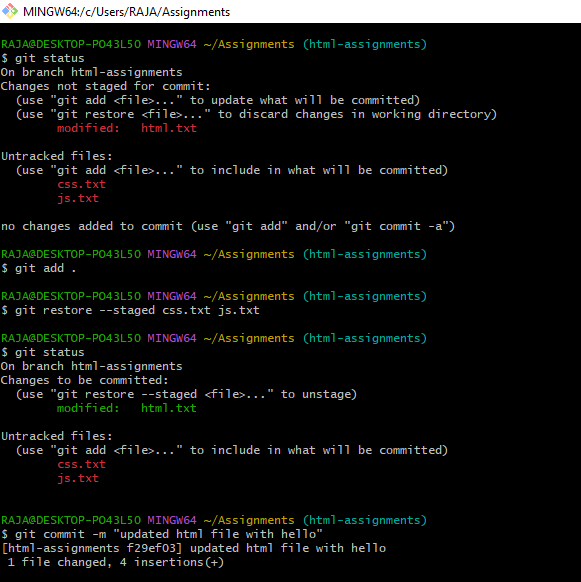 MINGW64:/c/Users/RAJA/Assignments
RAJA@DESKTOP-PO43L5O MINGW64 ~/Assignments (html-assignments)
$ git status
On branch html-assignments
Changes not staged for commit:
  (use "git add <file>..." to update what will be committed)
  (use "git restore <file>..." to discard changes in working directory)
        modified:   html.txt
Untracked files:
  (use "git add <file>..." to include in what will be committed)
        css.txt
        js.txt
no changes added to commit (use "git add" and/or "git commit -a")
RAJA@DESKTOP-PO43L5O MINGW64 ~/Assignments (html-assignments)
$ git add .
RAJA@DESKTOP-PO43L5O MINGW64 ~/Assignments (html-assignments)
$ git restore --staged css.txt js.txt
RAJA@DESKTOP-PO43L5O MINGW64 ~/Assignments (html-assignments)
$ git status
On branch html-assignments
Changes to be committed:
  (use "git restore --staged <file>..." to unstage)
        modified:   html.txt
Untracked files:
  (use "git add <file>..." to include in what will be committed)
        css.txt
        js.txt
RAJA@DESKTOP-PO43L5O MINGW64 ~/Assignments (html-assignments)
$ git commit -m "updated html file with hello"
[html-assignments f29ef03] updated html file with hello
 1 file changed, 4 insertions(+)